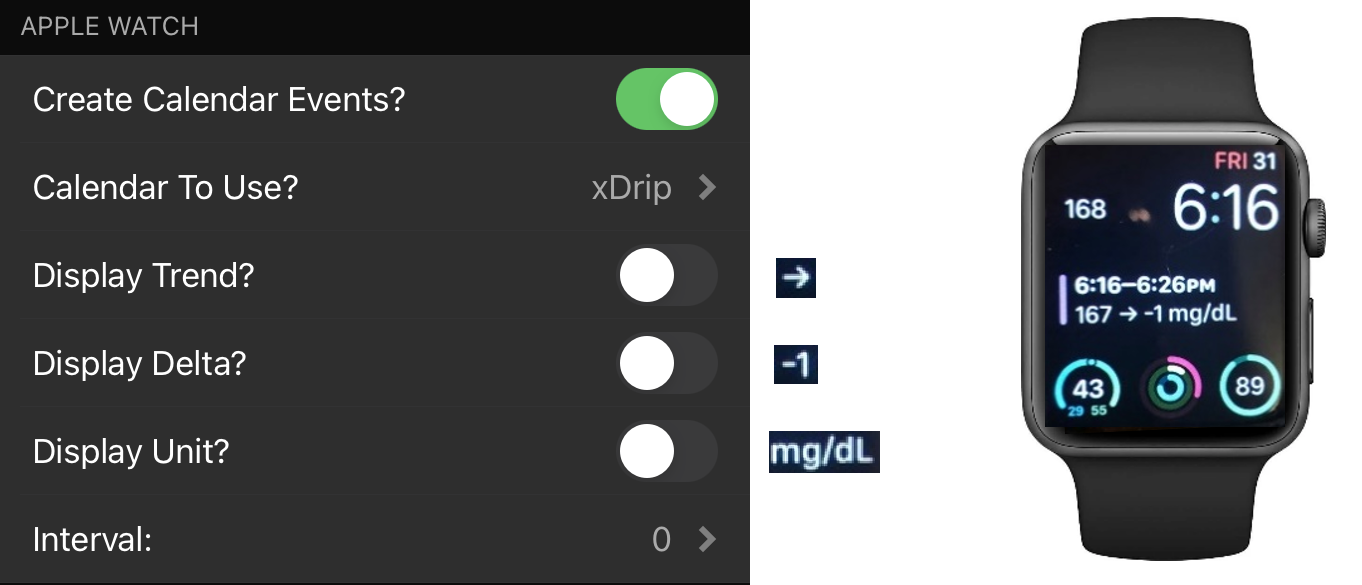 APPLE WATCH
Create Calendar Events?
Calendar To Use? xDrip >
Display Trend?
Display Delta?
Display Unit?
Interval: 0 >
→
-1
mg/dL
FRI 31
168 6:16
6:16–6:26PM
167 → -1 mg/dL
43
29 55
89